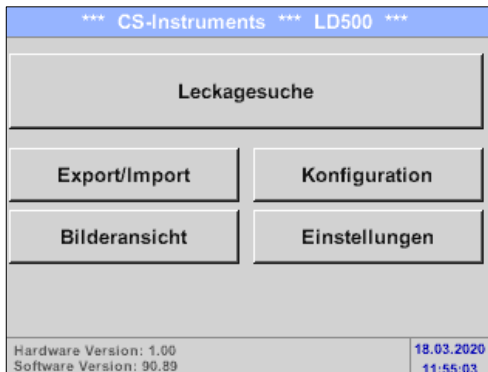 *** CS-Instruments *** LD500 ***
Leckagesuche
Export/Import
Konfiguration
Bilderansicht
Einstellungen
Hardware Version: 1.00
Software Version: 90.89
18.03.2020
11:55:03